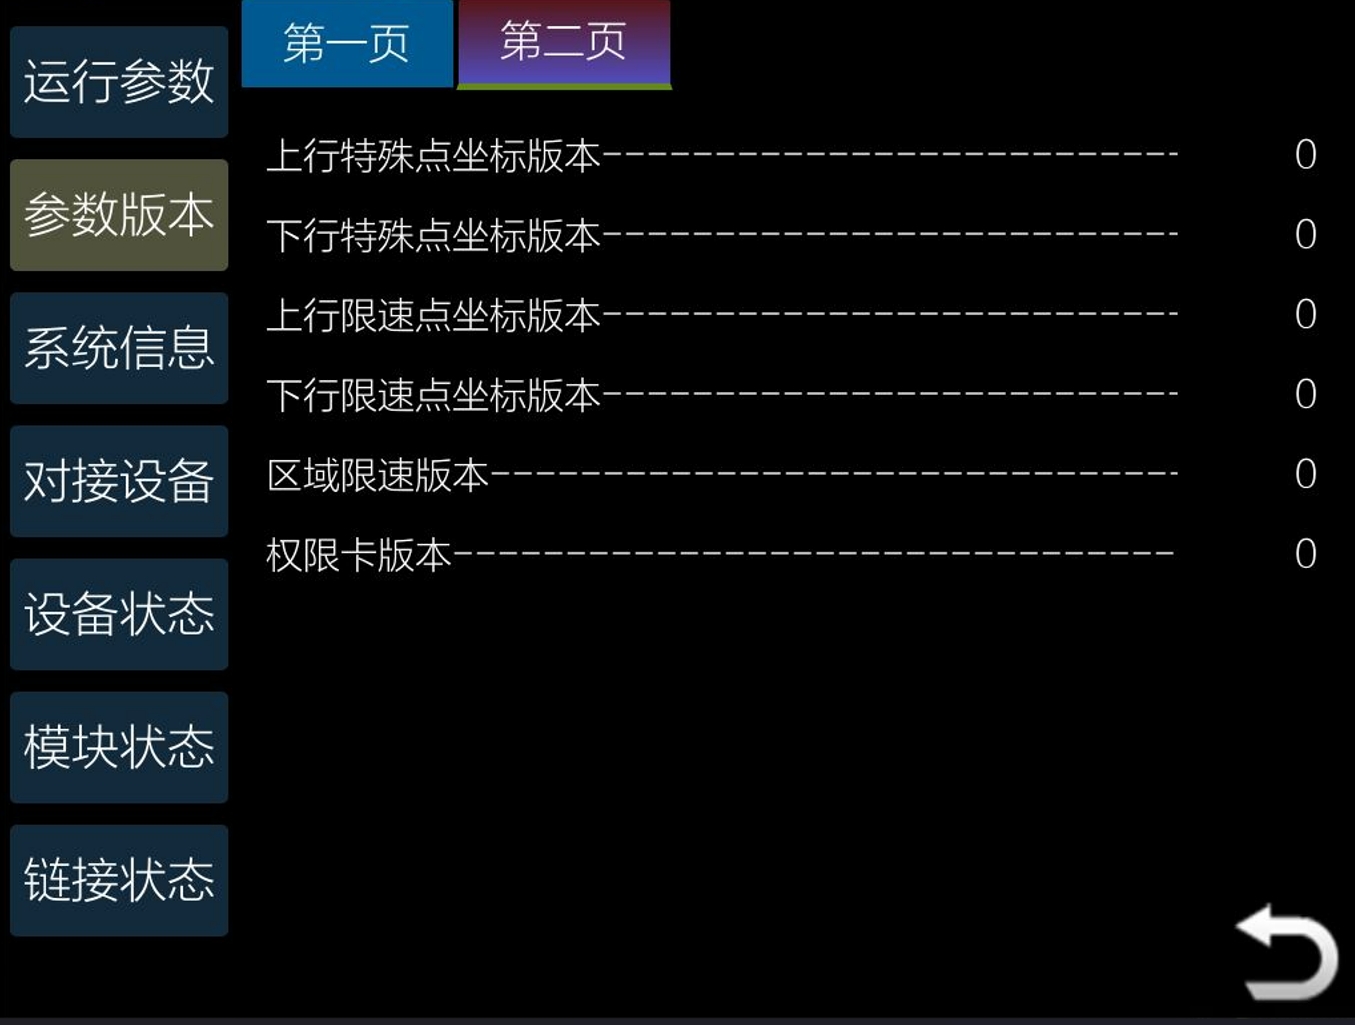 第一页 第二页
运行参数
参数版本
系统信息
对接设备
设备状态
模块状态
链接状态
上行特殊点坐标版本-------------------------- 0
下行特殊点坐标版本-------------------------- 0
上行限速点坐标版本-------------------------- 0
下行限速点坐标版本-------------------------- 0
区域限速版本------------------------------- 0
权限卡版本-------------------------------- 0